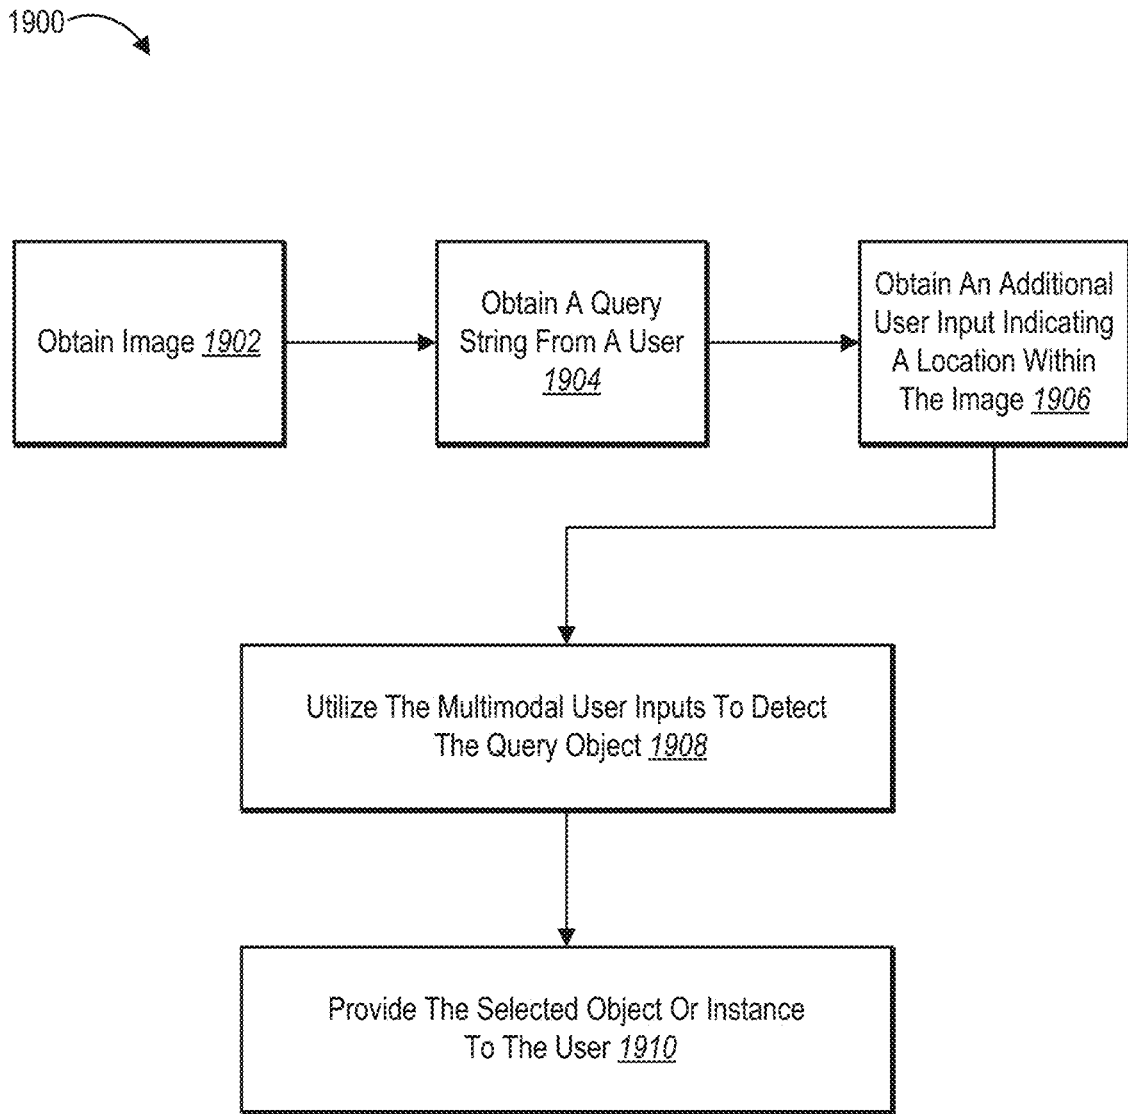 1900
Obtain Image 1902
Obtain A Query
String From A User
1904
Obtain An Additional
User Input Indicating
A Location Within
The Image 1906
Utilize The Multimodal User Inputs To Detect
The Query Object 1908
Provide The Selected Object Or Instance
To The User 1910